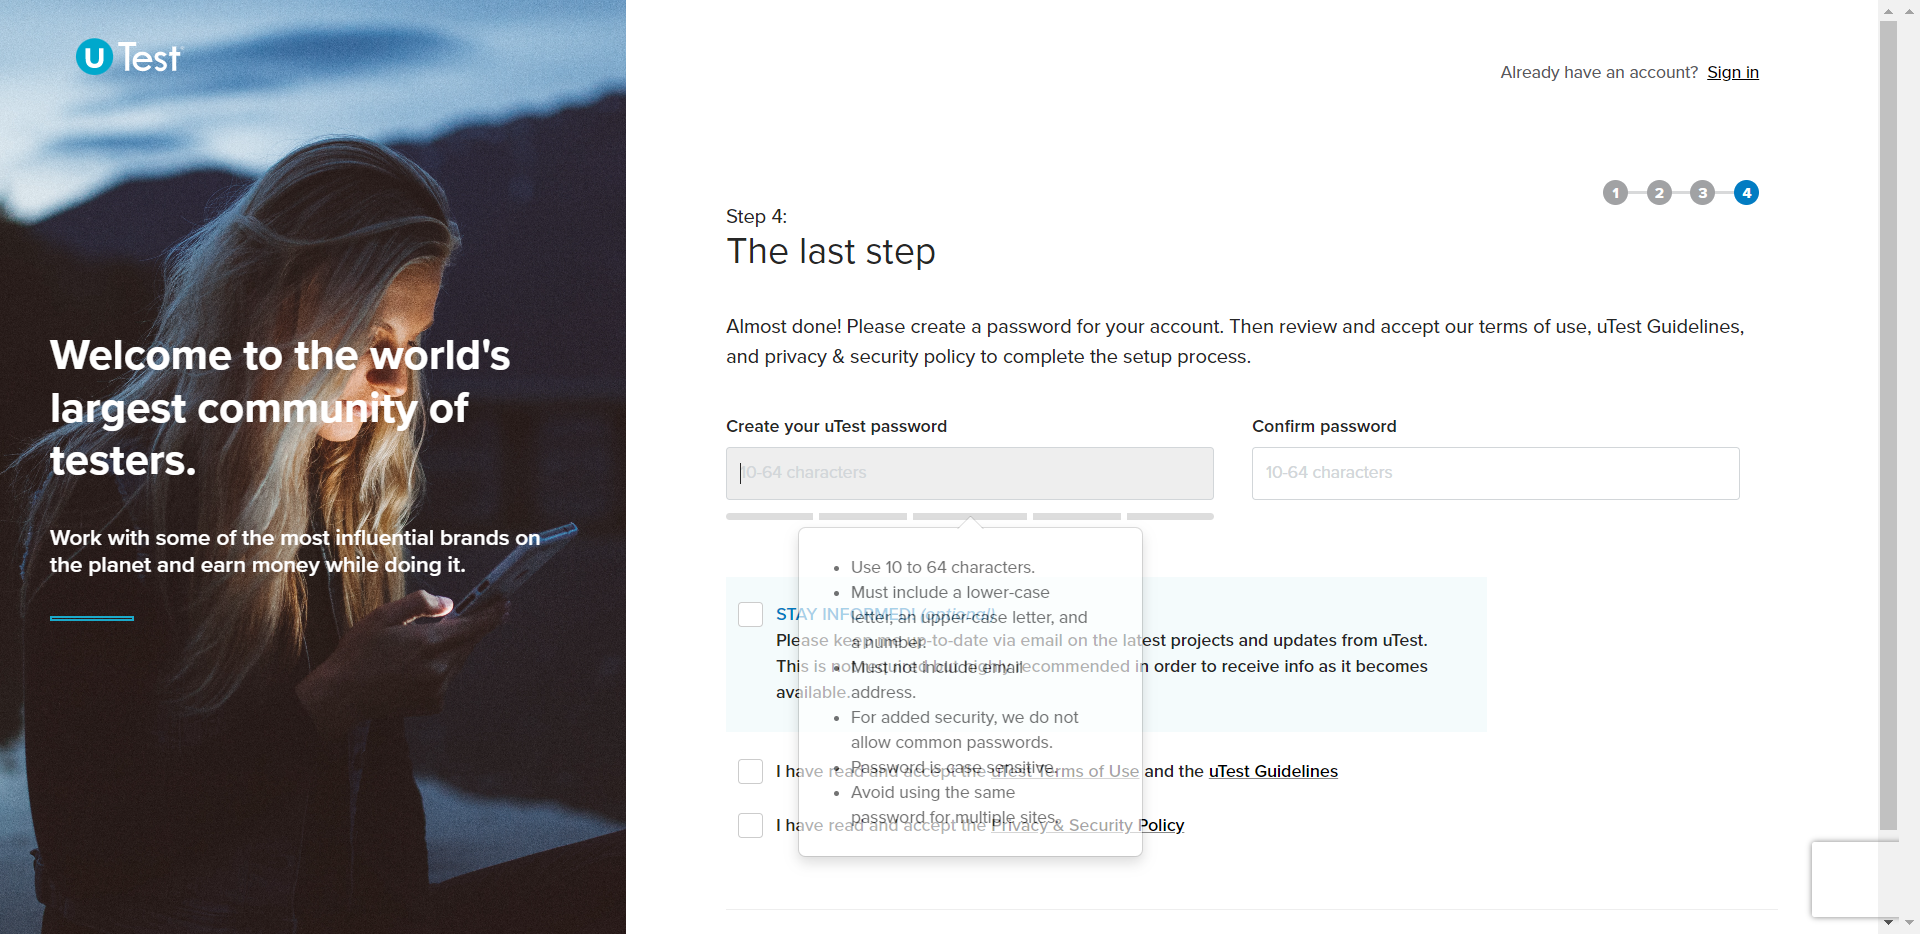 U Test
Welcome to the world's
largest community of
testers.
Work with some of the most influential brands on
the planet and earn money while doing it.
Already have an account? Sign in
1 2 3 4
Step 4:
The last step
Almost done! Please create a password for your account. Then review and accept our terms of use, uTest Guidelines,
and privacy & security policy to complete the setup process.
Create your uTest password
Confirm password
10-64 characters
10-64 characters
Use 10 to 64 characters.
Must include a lower-case
letter, an upper-case letter, and
a number.
Must not include email
address.
For added security, we do not
allow common passwords.
Password is case sensitive.
Avoid using the same
password for multiple sites.
STAY INFORMED! (optional)
Please keep me up-to-date via email on the latest projects and updates from uTest.
This is not required but highly recommended in order to receive info as it becomes
available.
I have read and accept the uTest Terms of Use and the uTest Guidelines
I have read and accept the Privacy & Security Policy